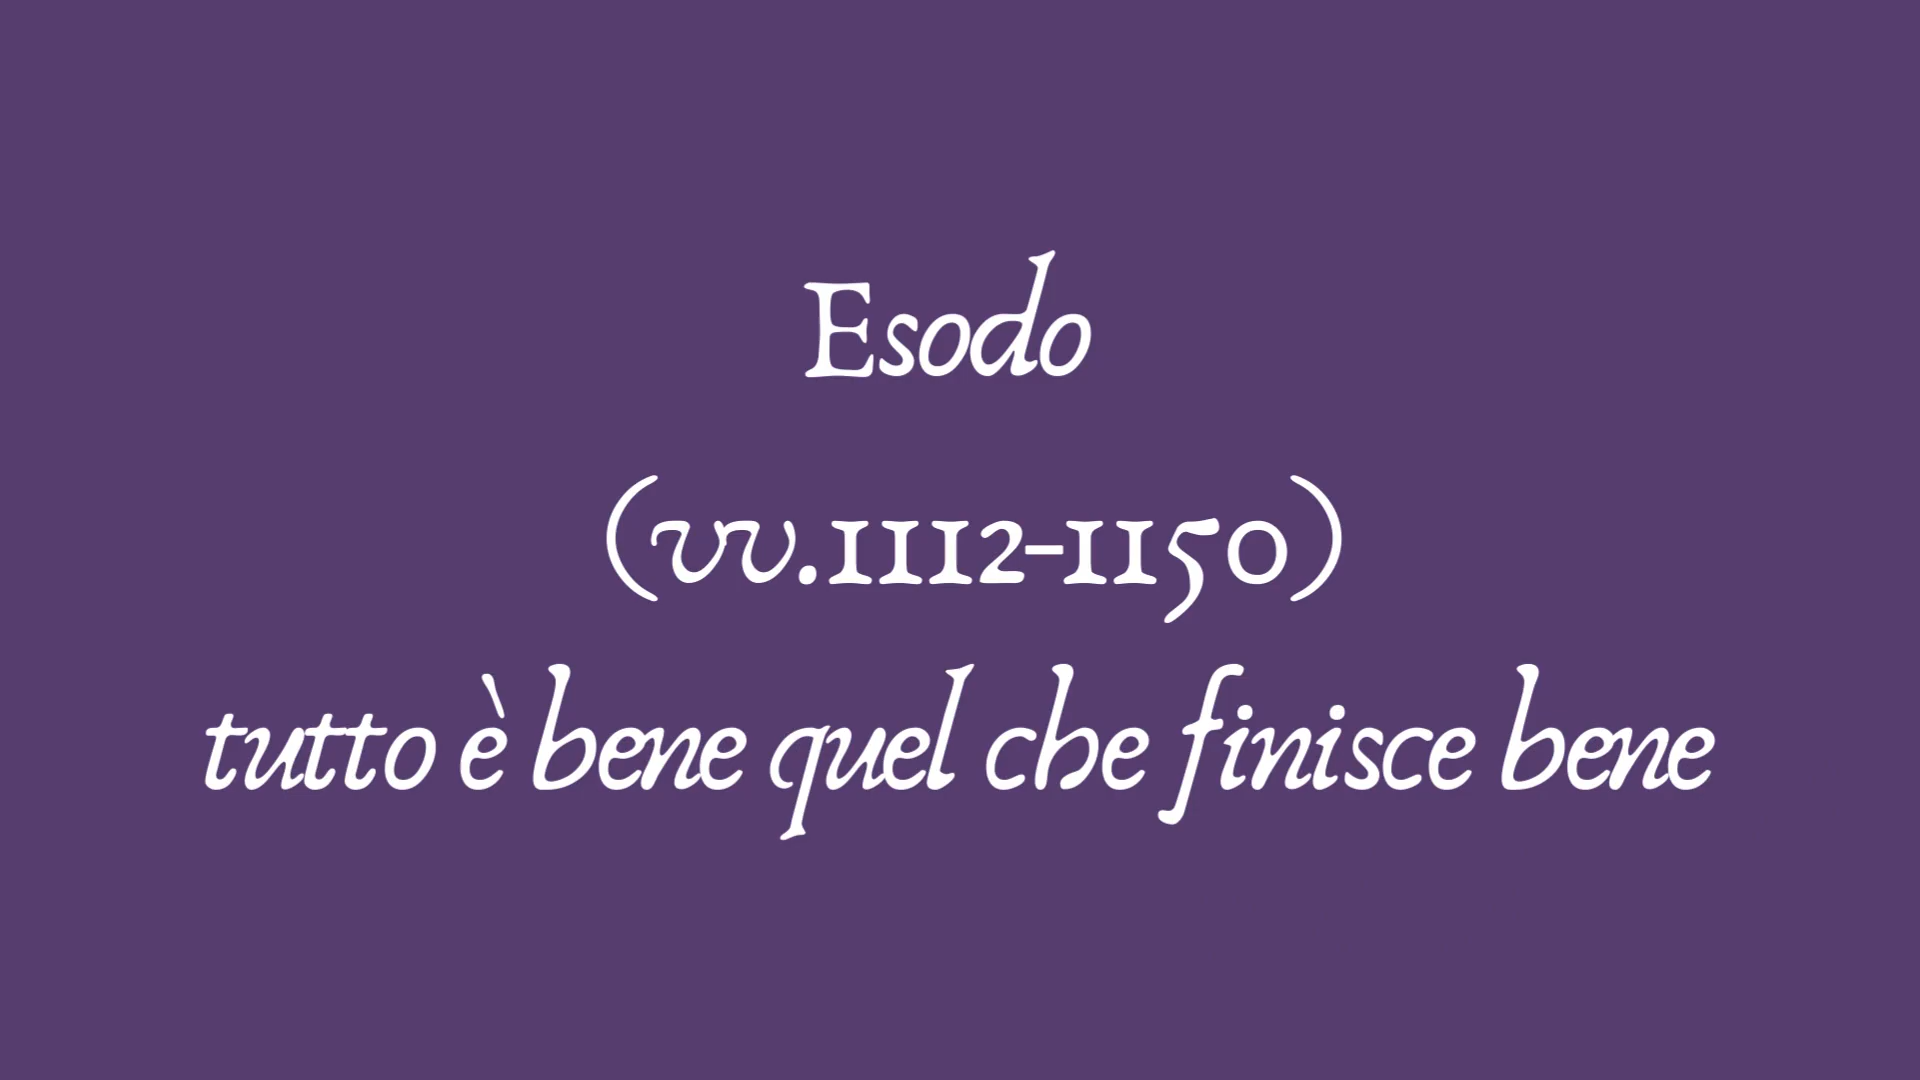 Esodo
(vv.1112-1150)
tutto è bene quel che finisce bene